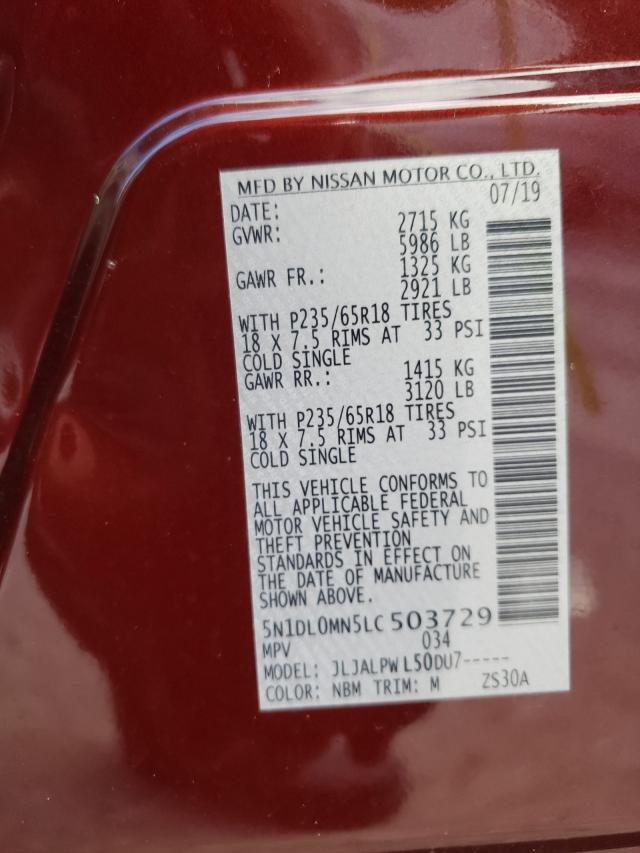 MFD BY NISSAN MOTOR CO., LTD.
DATE: 07/19
GVWR: 2715 KG
5986 LB
GAWR FR.: 1325 KG
2921 LB
WITH P235/65R18 TIRES
18 X 7.5 RIMS AT 33 PSI
COLD SINGLE
GAWR RR.: 1415 KG
3120 LB
WITH P235/65R18 TIRES
18 X 7.5 RIMS AT 33 PSI
COLD SINGLE
THIS VEHICLE CONFORMS TO
ALL APPLICABLE FEDERAL
MOTOR VEHICLE SAFETY AND
THEFT PREVENTION
STANDARDS IN EFFECT ON
THE DATE OF MANUFACTURE
SHOWN ABOVE.
5N1DL0MN5LC 503729
MPV 034
MODEL: JLJALPW L50DU7-----
COLOR: NBM TRIM: M ZS30A